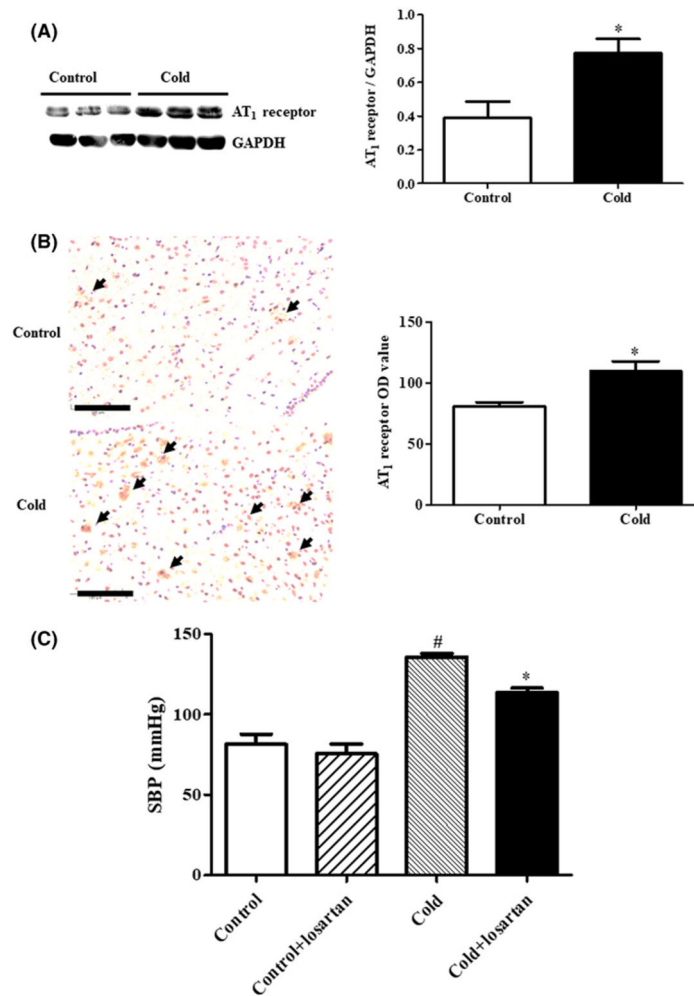 (A)
Control Cold
AT₁ receptor
GAPDH
AT₁ receptor / GAPDH
1.0
0.8
0.6
0.4
0.2
0.0
*
Control Cold
(B)
Control
Cold
AT₁ receptor OD value
150
100
50
0
*
Control Cold
(C)
SBP (mmHg)
150
100
50
0
#
*
Control
Control+losartan
Cold
Cold+losartan